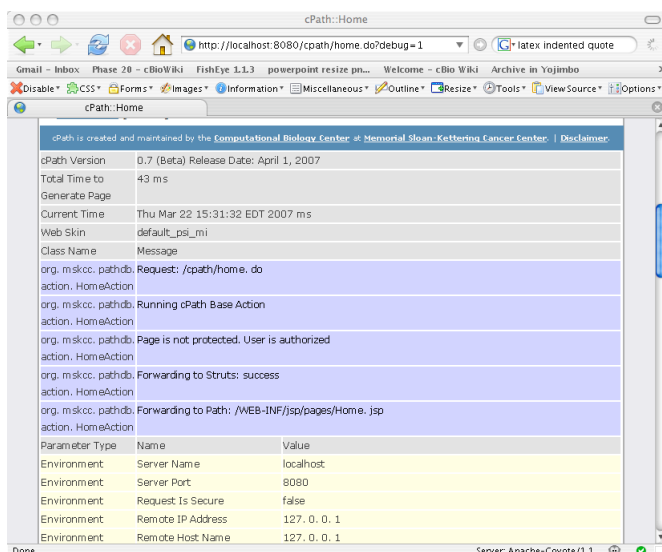 cPath::Home
http://localhost:8080/cpath/home.do?debug=1
latex indented quote
Gmail - Inbox Phase 20 - cBioWiki FishEye 1.1.3 powerpoint resize pn... Welcome - cBio Wiki Archive in Yojimbo
Disable CSS Forms Images Information Miscellaneous Outline Resize Tools View Source Options
cPath::Home
cPath is created and maintained by the Computational Biology Center at Memorial Sloan-Kettering Cancer Center. | Disclaimer.
cPath Version 0.7 (Beta) Release Date: April 1, 2007
Total Time to 43 ms
Generate Page
Current Time Thu Mar 22 15:31:32 EDT 2007 ms
Web Skin default_psi_mi
Class Name Message
org. mskcc. pathdb. Request: /cpath/home. do
action. HomeAction
org. mskcc. pathdb. Running cPath Base Action
action. HomeAction
org. mskcc. pathdb. Page is not protected. User is authorized
action. HomeAction
org. mskcc. pathdb. Forwarding to Struts: success
action. HomeAction
org. mskcc. pathdb. Forwarding to Path: /WEB-INF/jsp/pages/Home. jsp
action. HomeAction
Parameter Type Name Value
Environment Server Name localhost
Environment Server Port 8080
Environment Request Is Secure false
Environment Remote IP Address 127. 0. 0. 1
Environment Remote Host Name 127. 0. 0. 1
Done Server: Apache-Coyote/1.1